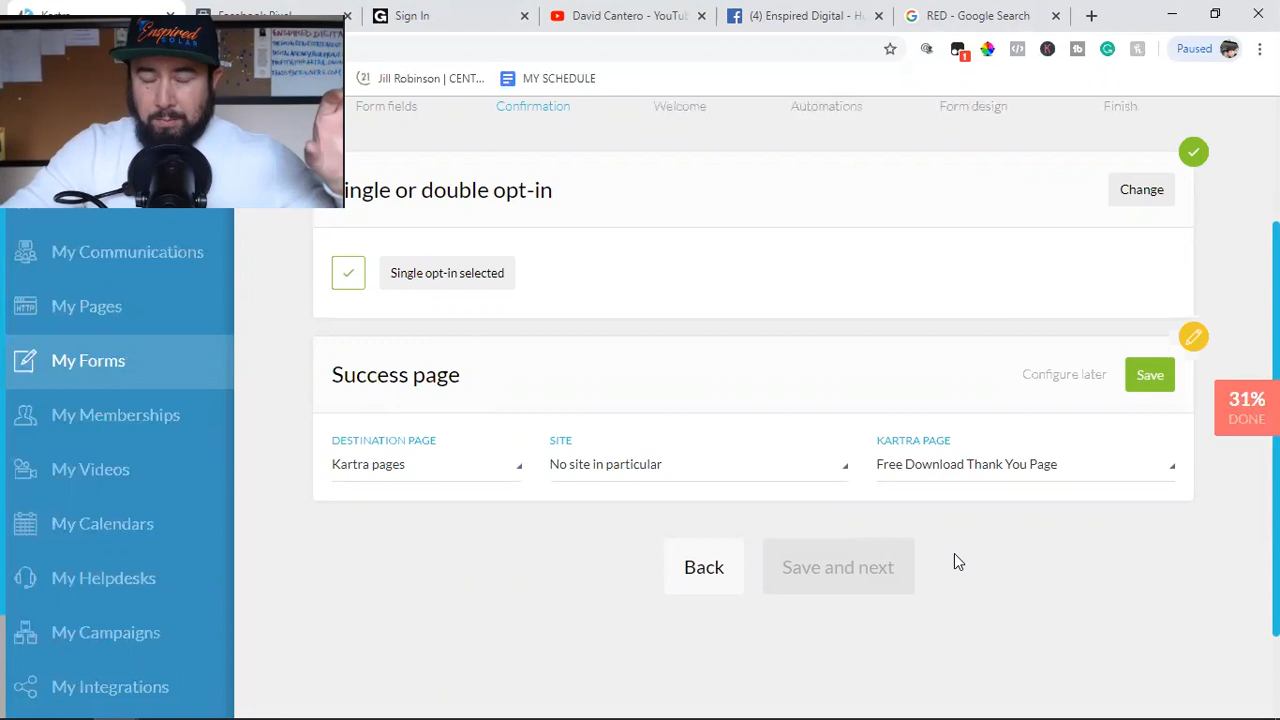 Sign In
David Cantero - YouTub
(4) Enspired
RED - Google Search
1
Paused
Jill Robinson | CENT...
MY SCHEDULE
Form fields
Confirmation
Welcome
Automations
Form design
Finish
Enspired
SOLAR
ingle or double opt-in
Change
Single opt-in selected
My Communications
My Pages
HTTP
My Forms
My Memberships
My Videos
My Calendars
My Helpdesks
My Campaigns
My Integrations
Success page
Configure later
Save
31%
DONE
DESTINATION PAGE
SITE
KARTRA PAGE
Kartra pages
No site in particular
Free Download Thank You Page
Back
Save and next